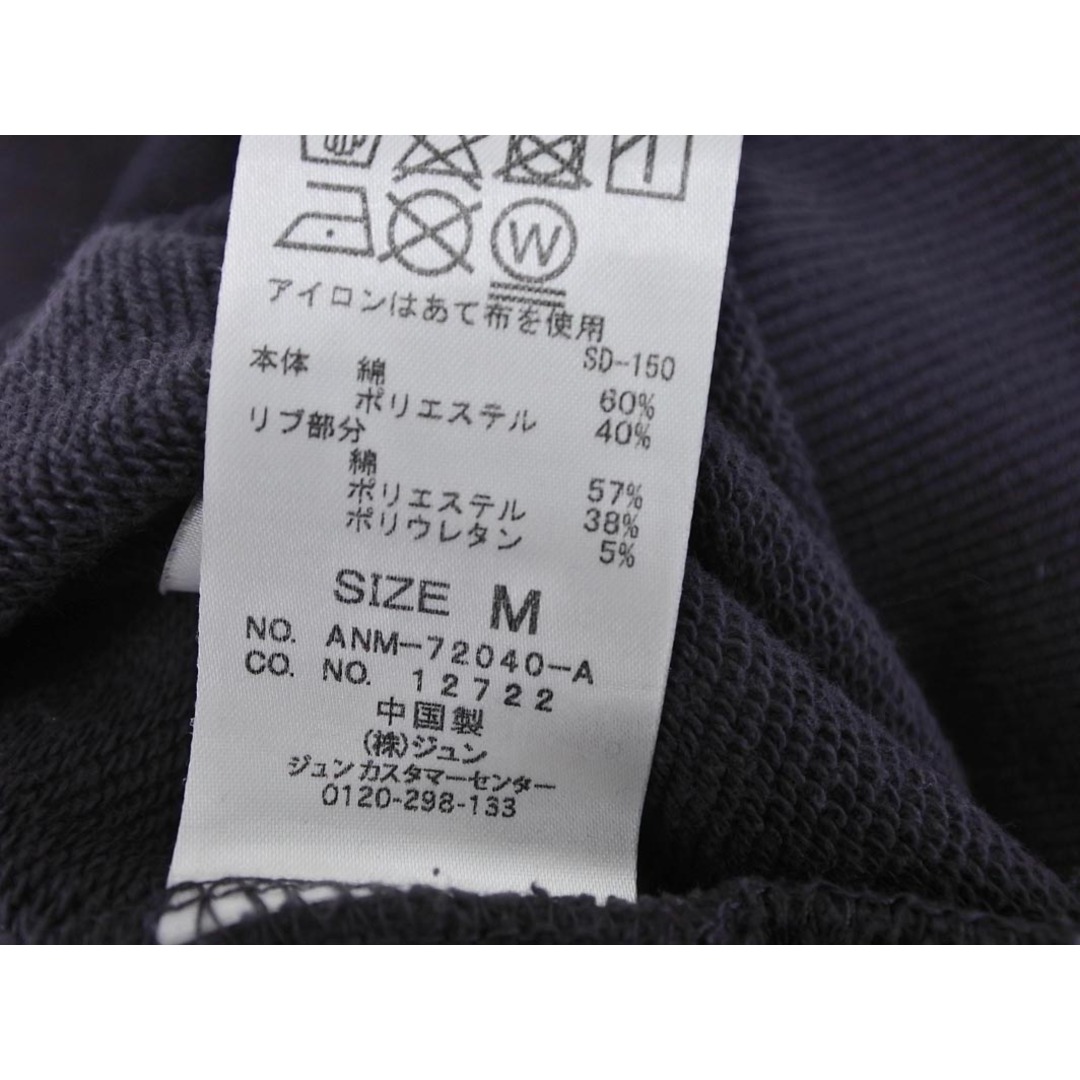 W
アイロンはあて布を使用
SD-150
本体 綿 60%
ポリエステル 40%
リブ部分
綿 57%
ポリエステル 38%
ポリウレタン 5%
SIZE M
NO. ANM-72040-A
CO. NO. 12722
中国製
(株)ジュン
ジュンカスタマーセンター
0120-298-133